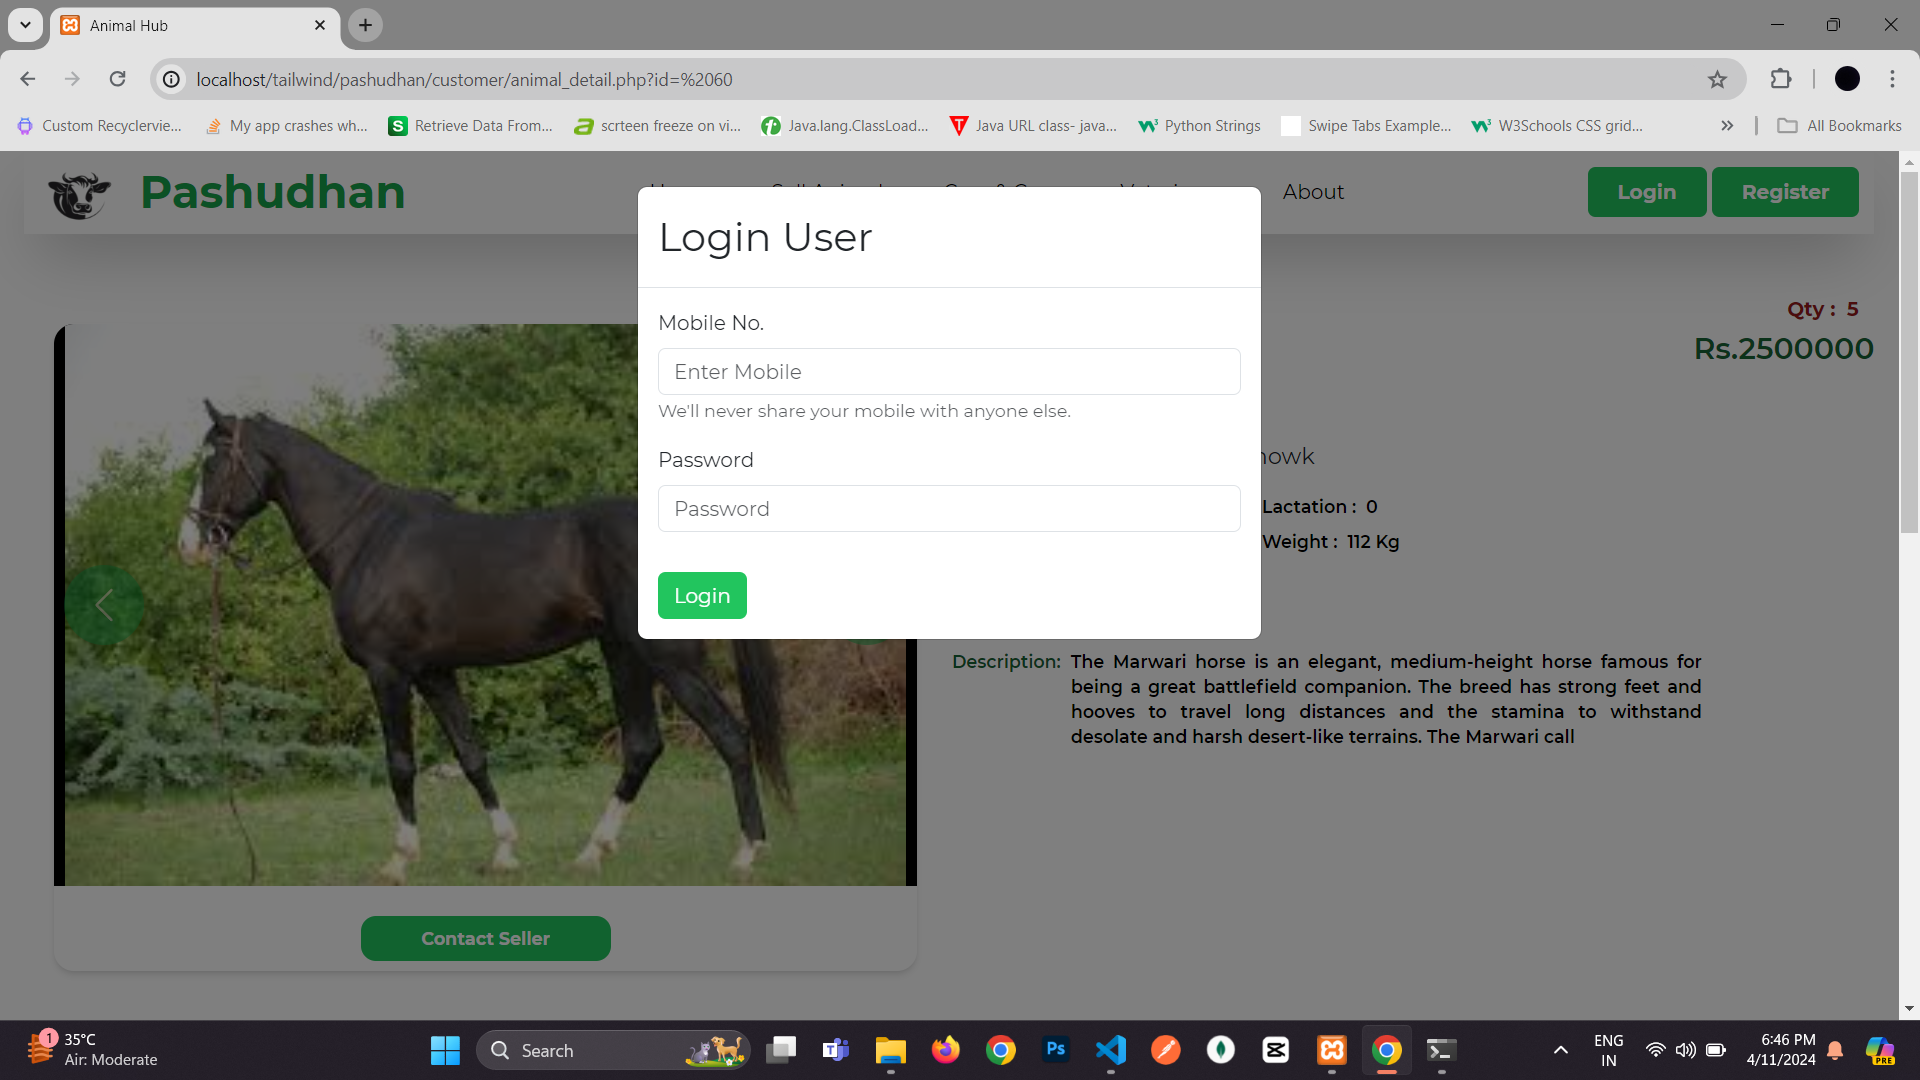 Animal Hub
localhost/tailwind/pashudhan/customer/animal_detail.php?id=%2060
Custom Recyclervie...
My app crashes wh...
S
Retrieve Data From...
scrteen freeze on vi...
Java.lang.ClassLoad...
T
Java URL class- java...
Python Strings
Swipe Tabs Example...
W3Schools CSS grid...
All Bookmarks
Pashudhan
About
Login
Register
Login User
Qty : 5
Rs.2500000
Mobile No.
Enter Mobile
We'll never share your mobile with anyone else.
Password
Password
Lactation : 0
Weight : 112 Kg
Login
Description: The Marwari horse is an elegant, medium-height horse famous for
being a great battlefield companion. The breed has strong feet and
hooves to travel long distances and the stamina to withstand
desolate and harsh desert-like terrains. The Marwari call
Contact Seller
1
35°C
Air: Moderate
Search
Ps
ENG
IN
6:46 PM
4/11/2024
PRE